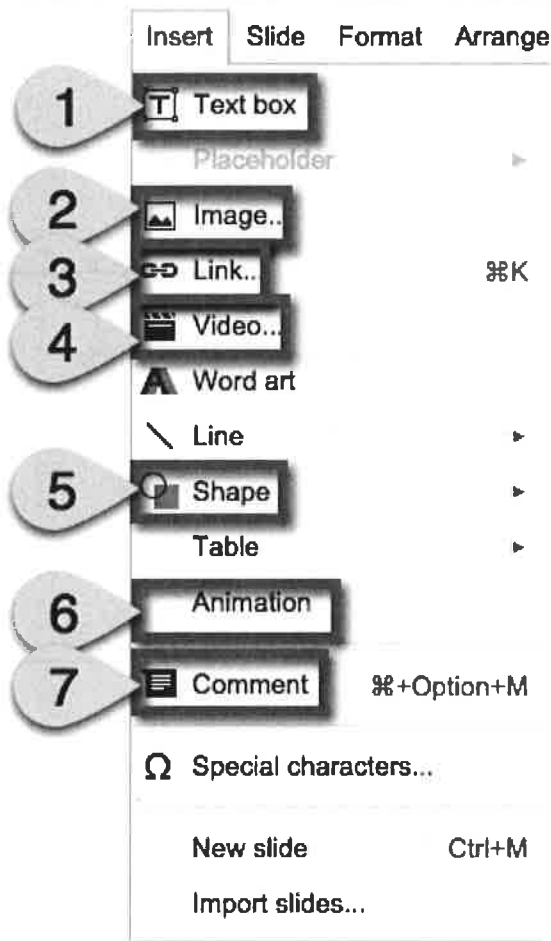 Insert Slide Format Arrange
1 Text box
Placeholder
2 Image..
3 Link.. ⌘K
4 Video...
Word art
Line
5 Shape
Table
6 Animation
7 Comment ⌘+Option+M
Ω Special characters...
New slide Ctrl+M
Import slides...